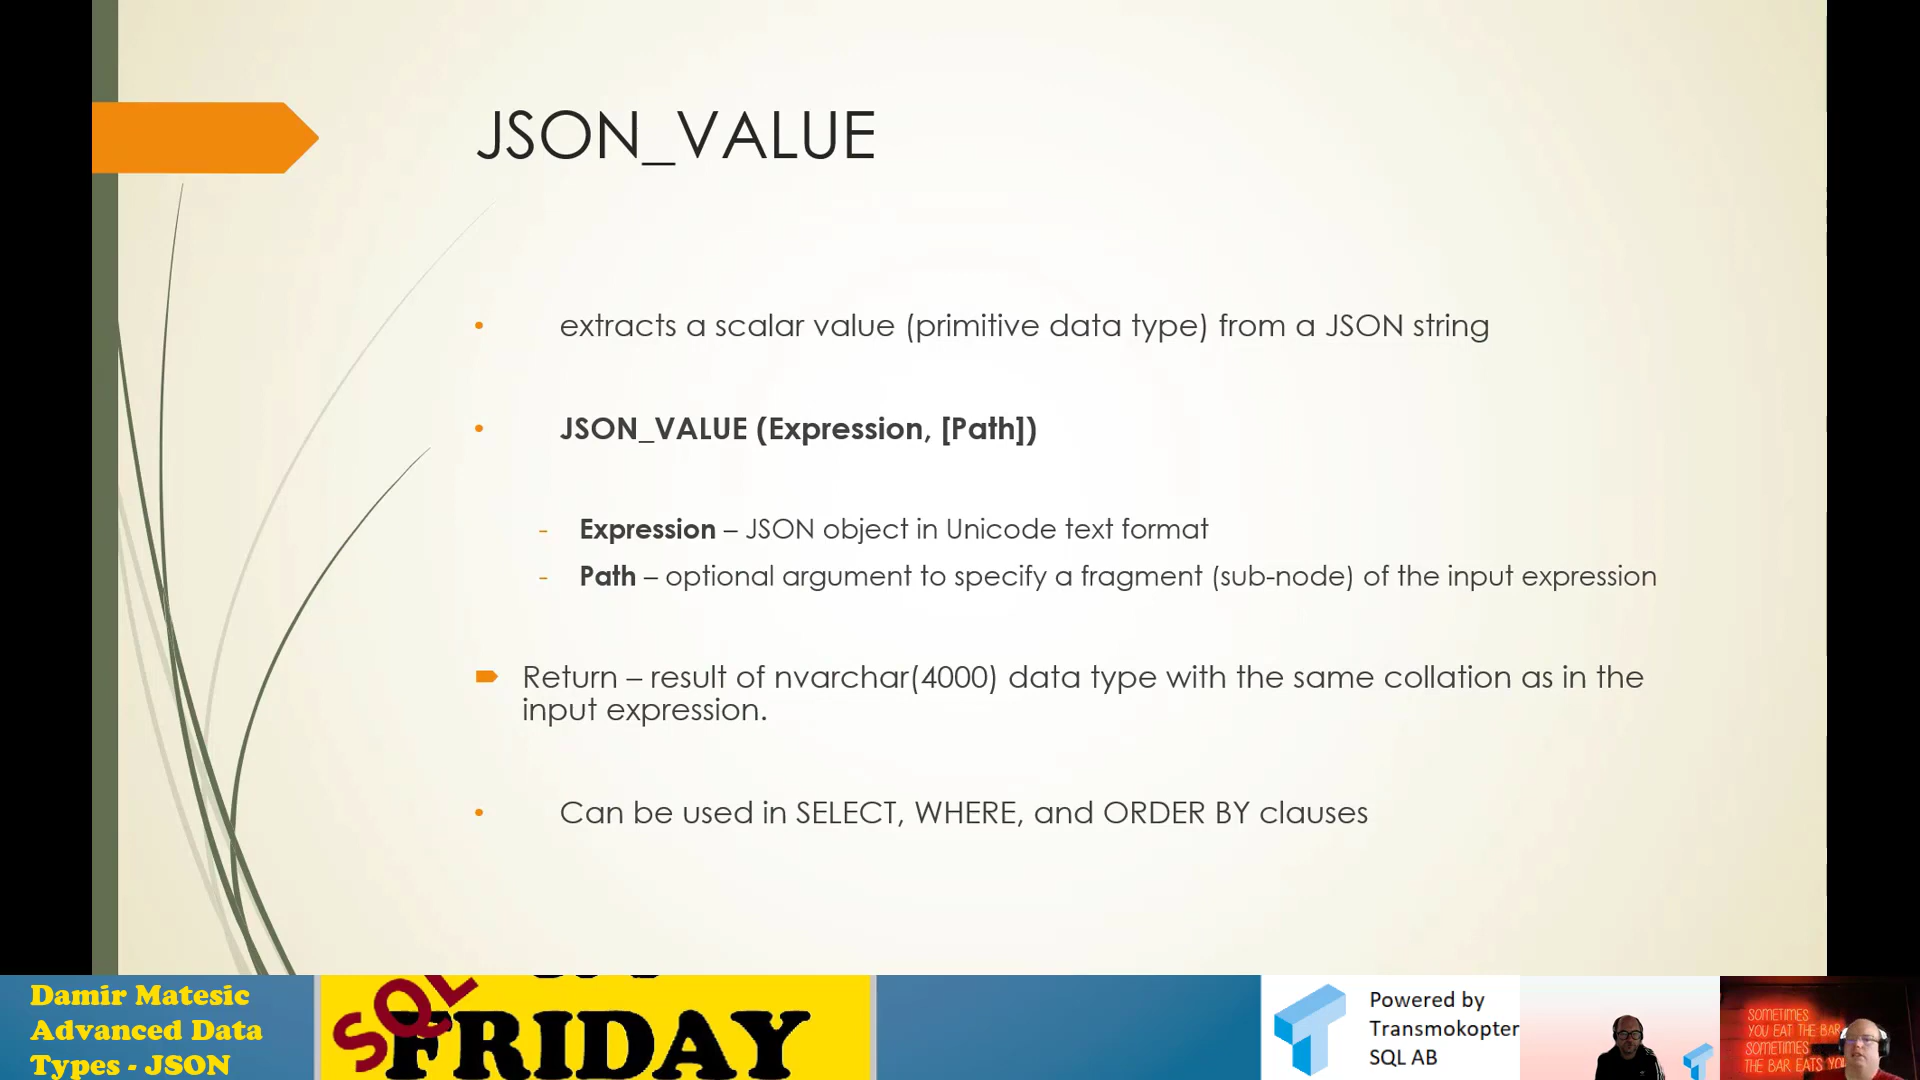 JSON_VALUE
• extracts a scalar value (primitive data type) from a JSON string
• JSON_VALUE (Expression, [Path])
- Expression – JSON object in Unicode text format
- Path – optional argument to specify a fragment (sub-node) of the input expression
Return – result of nvarchar(4000) data type with the same collation as in the
input expression.
• Can be used in SELECT, WHERE, and ORDER BY clauses
Damir Matesic
Advanced Data
Types - JSON
SQL
FRIDAY
Powered by
Transmokopter
SQL AB
SOMETIMES
YOU EAT THE BAR
SOMETIMES
THE BAR EATS